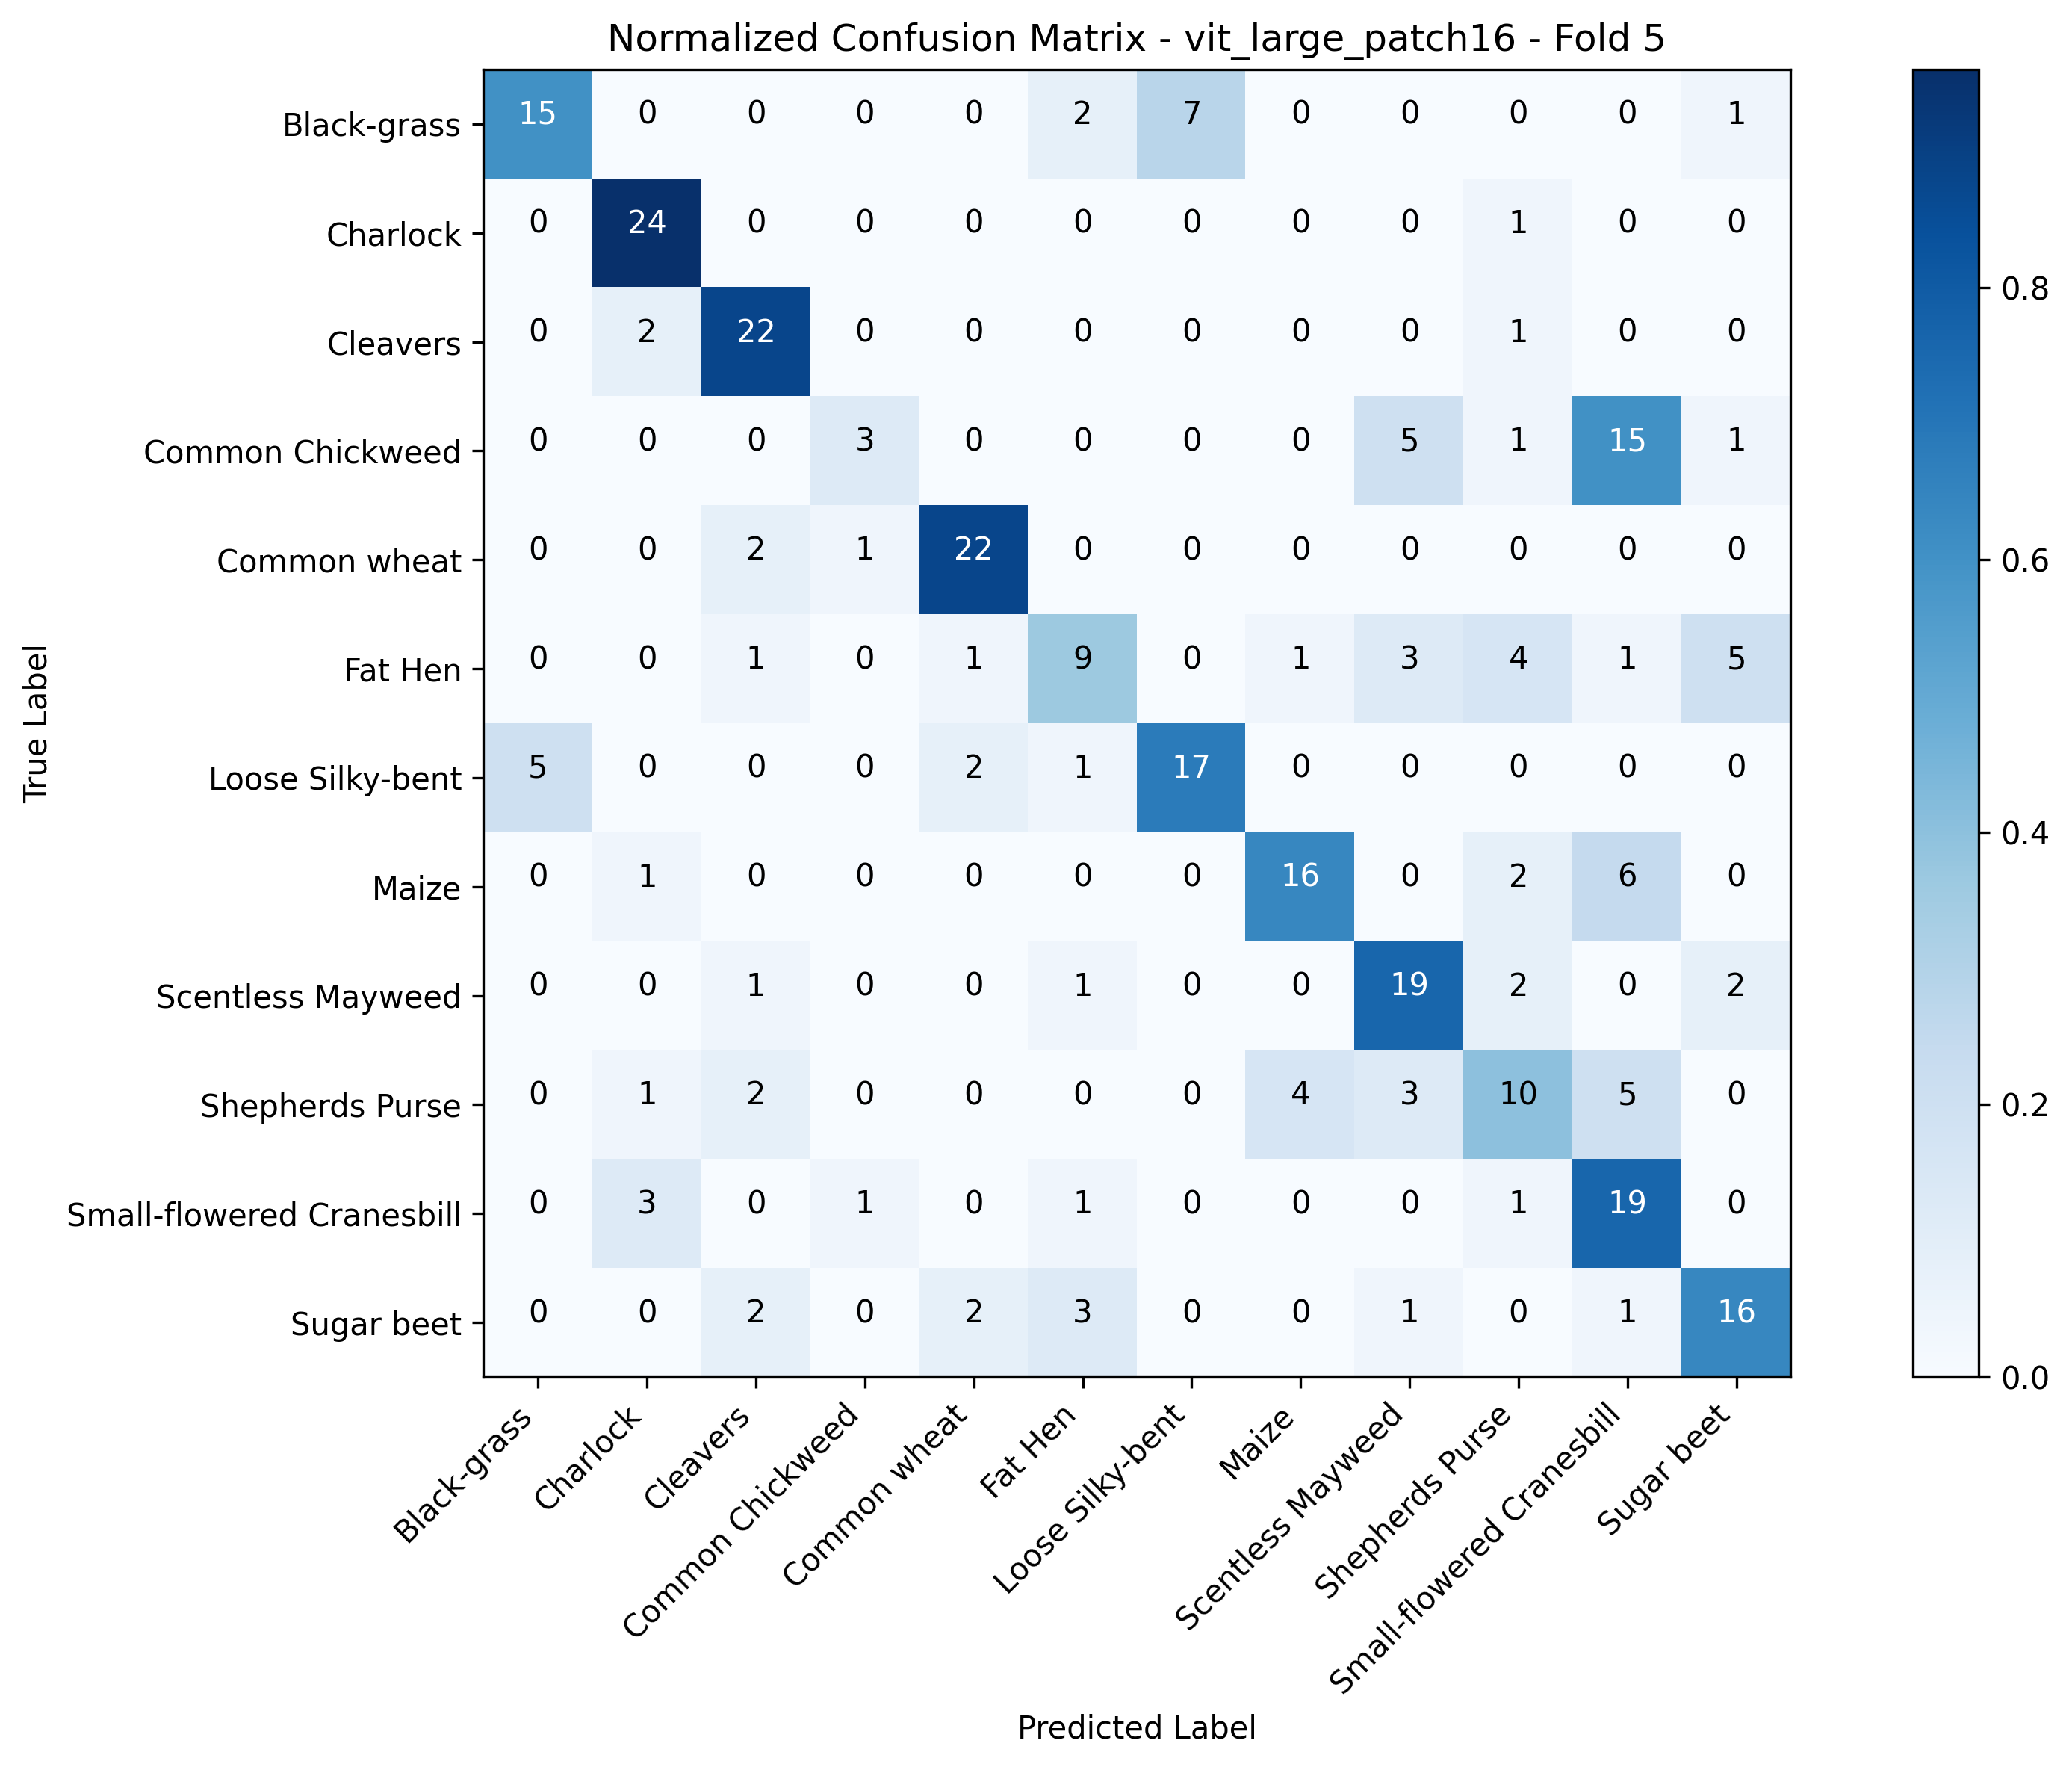 Normalized Confusion Matrix - vit_large_patch16 - Fold 5
True Label
Black-grass 15 0 0 0 0 2 7 0 0 0 0 1
Charlock 0 24 0 0 0 0 0 0 0 1 0 0
Cleavers 0 2 22 0 0 0 0 0 0 1 0 0
Common Chickweed 0 0 0 3 0 0 0 0 5 1 15 1
Common wheat 0 0 2 1 22 0 0 0 0 0 0 0
Fat Hen 0 0 1 0 1 9 0 1 3 4 1 5
Loose Silky-bent 5 0 0 0 2 1 17 0 0 0 0 0
Maize 0 1 0 0 0 0 0 16 0 2 6 0
Scentless Mayweed 0 0 1 0 0 1 0 0 19 2 0 2
Shepherds Purse 0 1 2 0 0 0 0 4 3 10 5 0
Small-flowered Cranesbill 0 3 0 1 0 1 0 0 0 1 19 0
Sugar beet 0 0 2 0 2 3 0 0 1 0 1 16
Black-grass
Charlock
Cleavers
Common Chickweed
Common wheat
Fat Hen
Loose Silky-bent
Maize
Scentless Mayweed
Shepherds Purse
Small-flowered Cranesbill
Sugar beet
Predicted Label
0.8
0.6
0.4
0.2
0.0